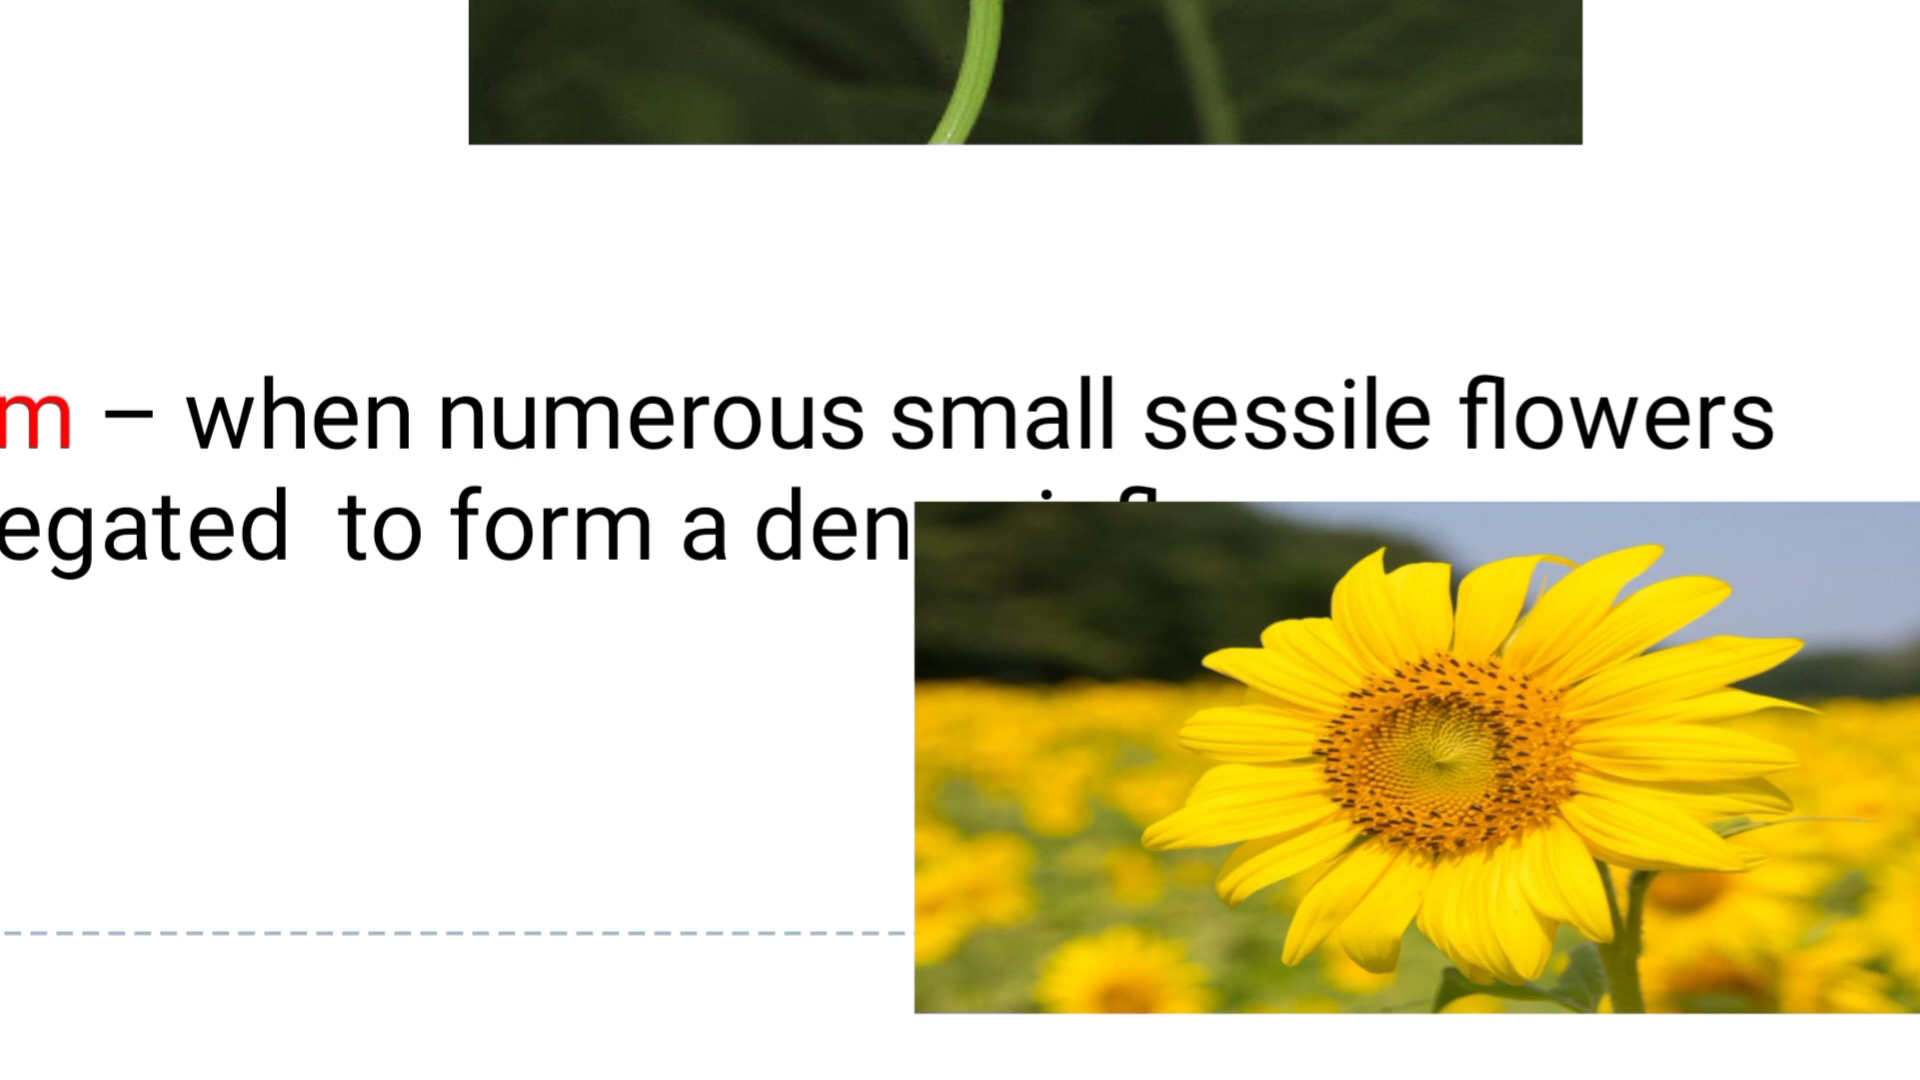 m – when numerous small sessile flowers
egated to form a den